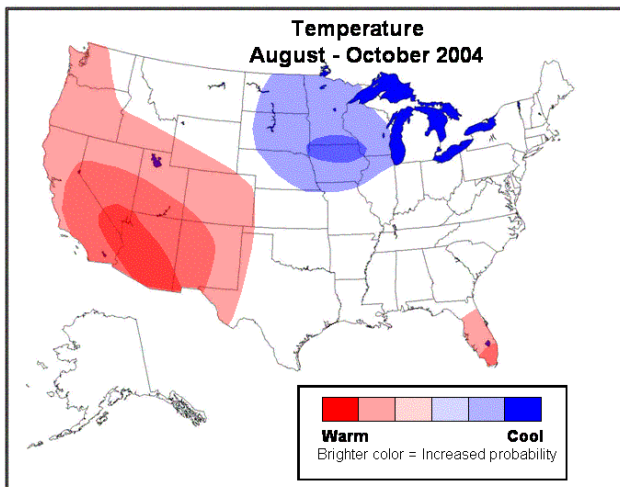 Temperature
August - October 2004
Warm Cool
Brighter color = Increased probability